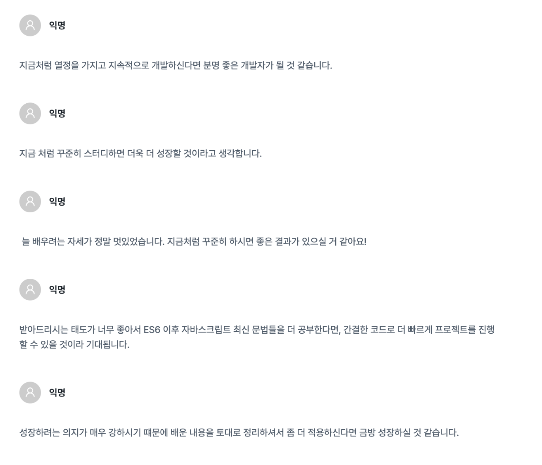 익명
지금처럼 열정을 가지고 지속적으로 개발하신다면 분명 좋은 개발자가 될 것 같습니다.
익명
지금 처럼 꾸준히 스터디하면 더욱 더 성장할 것이라고 생각합니다.
익명
늘 배우려는 자세가 정말 멋있었습니다. 지금처럼 꾸준히 하시면 좋은 결과가 있으실 거 같아요!
익명
받아드리시는 태도가 너무 좋아서 ES6 이후 자바스크립트 최신 문법들을 더 공부한다면, 간결한 코드로 더 빠르게 프로젝트를 진행
할 수 있을 것이라 기대됩니다.
익명
성장하려는 의지가 매우 강하시기 때문에 배운 내용을 토대로 정리하셔서 좀 더 적용하신다면 금방 성장하실 것 같습니다.